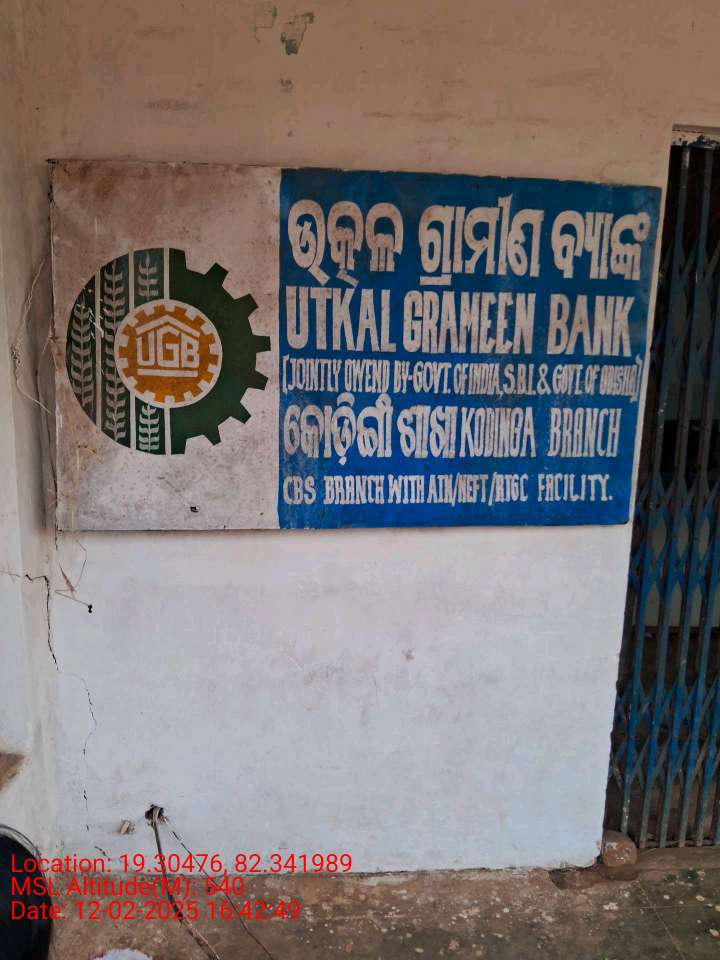 UGB
ଉତ୍କଳ ଗ୍ରାମୀଣ ବ୍ୟାଙ୍କ
UTKAL GRAMEEN BANK
(JOINTLY OWEND BY-GOVT. OF INDIA, S.B.I. & GOVT. OF ODISHA)
କୋଡ଼ିଙ୍ଗାଁ ଶାଖା KODINGA BRANCH
CBS BRANCH WITH ATN/NEFT/RTGC FACILITY.
Location: 19.30476, 82.341989
MSL Altitude(M): 540
Date: 12-02-2025 16:42:49